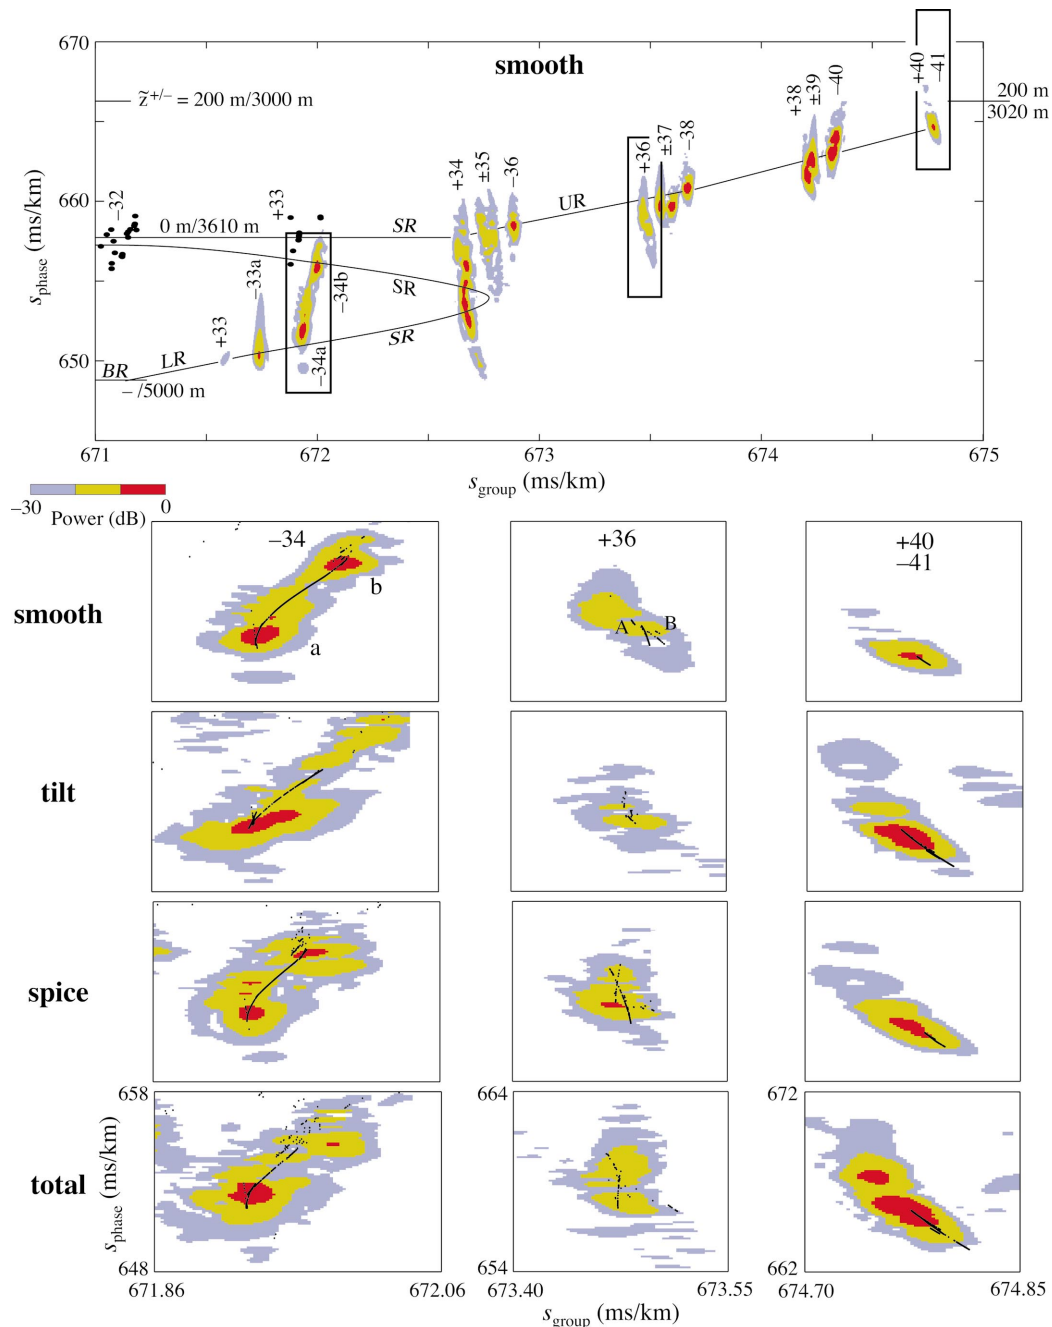 670
smooth
z̃⁺/⁻ = 200 m/3000 m
+40
−41
200 m
3020 m
+38
±39
−40
+36
±37
−38
+34
±35
−36
UR
660
−32
+33
0 m/3610 m
SR
SR
SR
−33a
−34b
+33
−34a
650
BR
LR
− /5000 m
s_phase (ms/km)
671
672
673
674
675
s_group (ms/km)
−30
0
Power (dB)
−34
+36
+40
−41
smooth
b
a
A
B
tilt
spice
total
658
648
s_phase (ms/km)
664
654
672
662
671.86
672.06
673.40
673.55
674.70
674.85
s_group (ms/km)